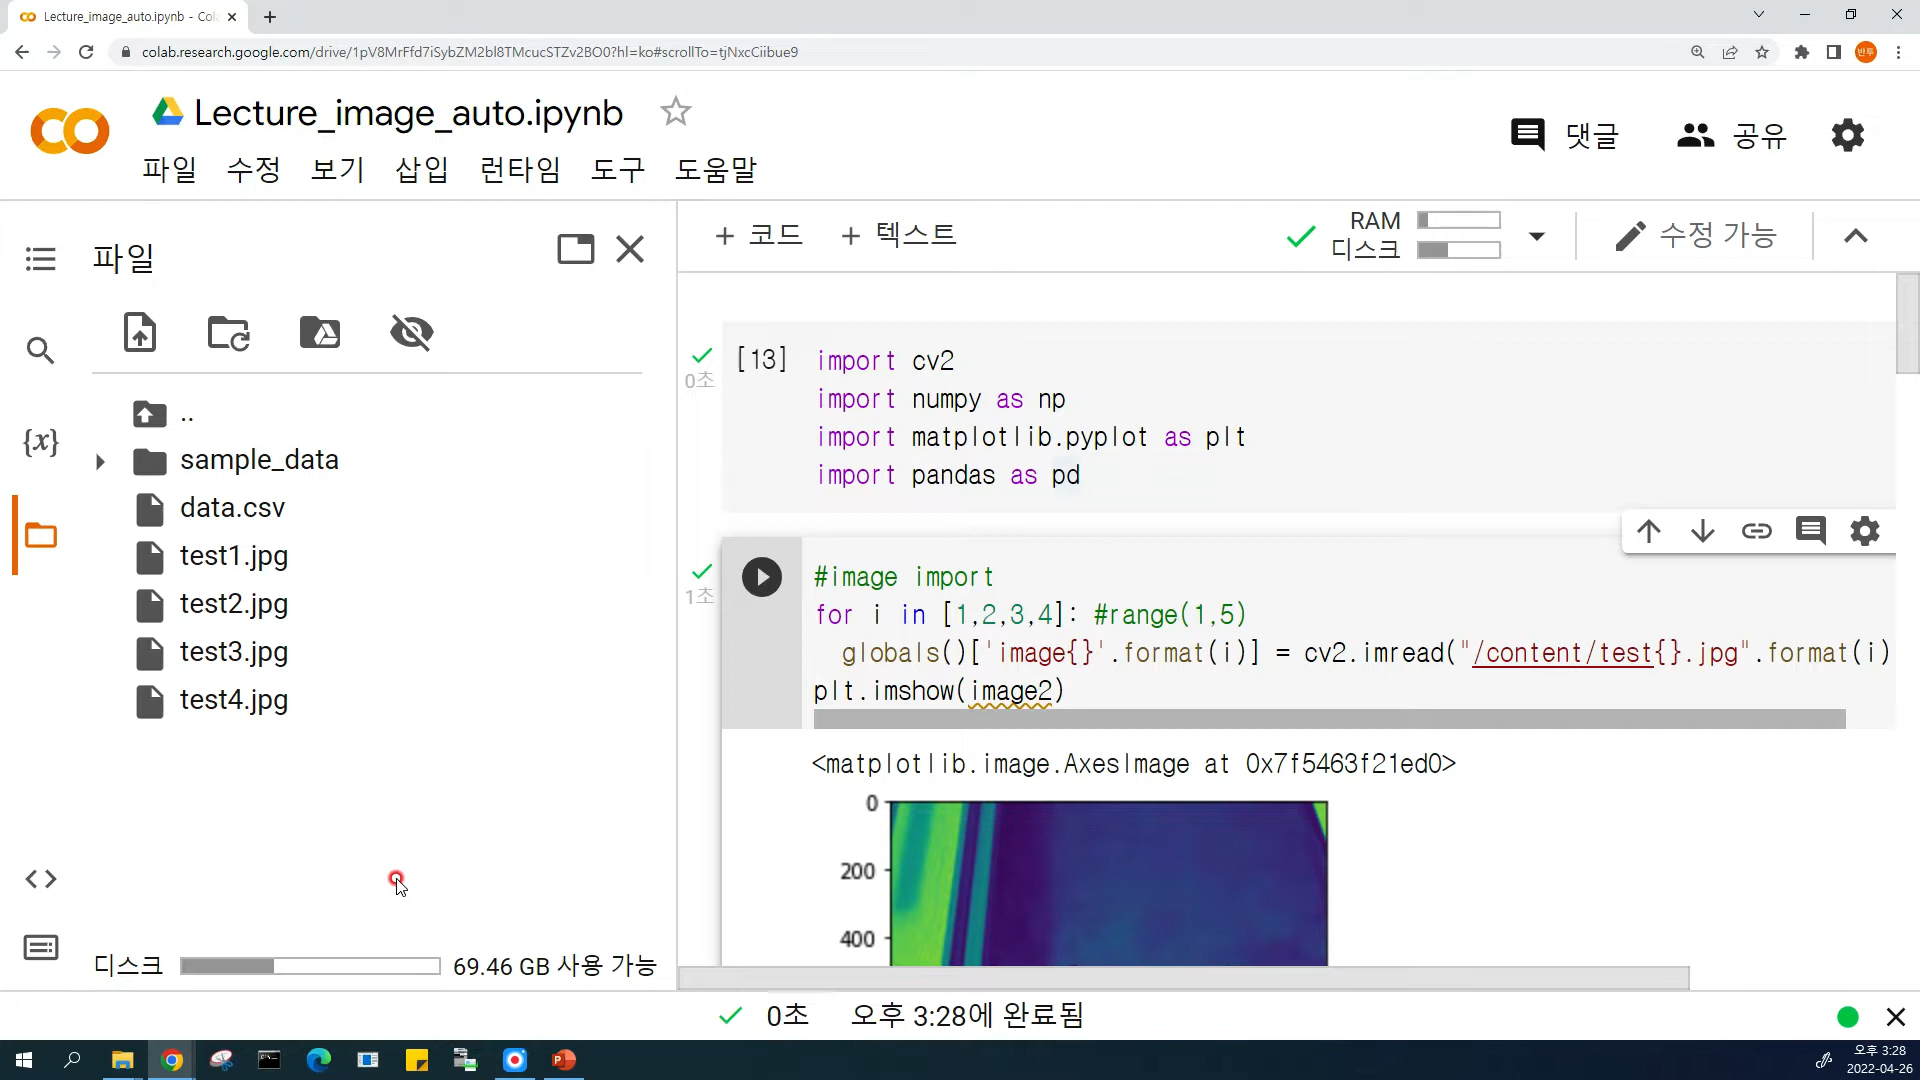 Lecture_image_auto.ipynb - Col
colab.research.google.com/drive/1pV8MrFfd7iSybZM2bl8TMcucSTZv2BO0?hl=ko#scrollTo=tjNxcCiibue9
반투
Lecture_image_auto.ipynb
댓글 공유
파일 수정 보기 삽입 런타임 도구 도움말
파일
+ 코드 + 텍스트
RAM
디스크
수정 가능
..
sample_data
data.csv
test1.jpg
test2.jpg
test3.jpg
test4.jpg
{x}
디스크 69.46 GB 사용 가능
0초
[13] import cv2
import numpy as np
import matplotlib.pyplot as plt
import pandas as pd
1초
#image import
for i in [1,2,3,4]: #range(1,5)
globals()['image{}'.format(i)] = cv2.imread("/content/test{}.jpg".format(i)
plt.imshow(image2)
<matplotlib.image.AxesImage at 0x7f5463f21ed0>
0
200
400
0초 오후 3:28에 완료됨
오후 3:28
2022-04-26